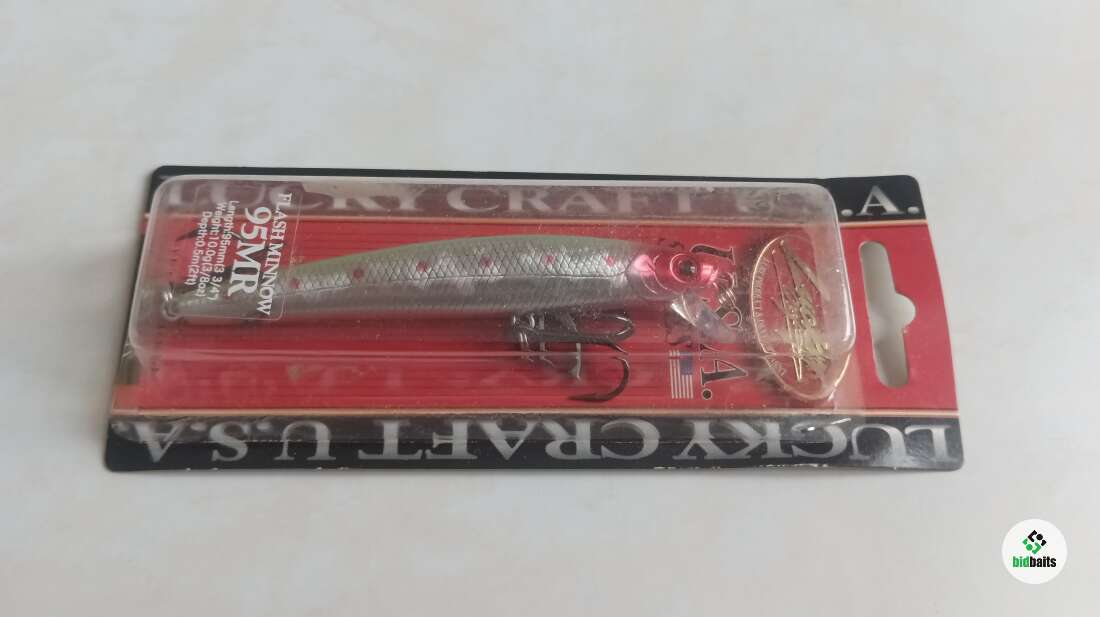 LUCKY CRAFT U.S.A.
FLASH MINNOW
95MR
Length:95mm(3 3/4")
Weight:10.0g(3/8oz)
Depth:0.5m(2ft)
LUCKY CRAFT U.S.A.
bidbaits